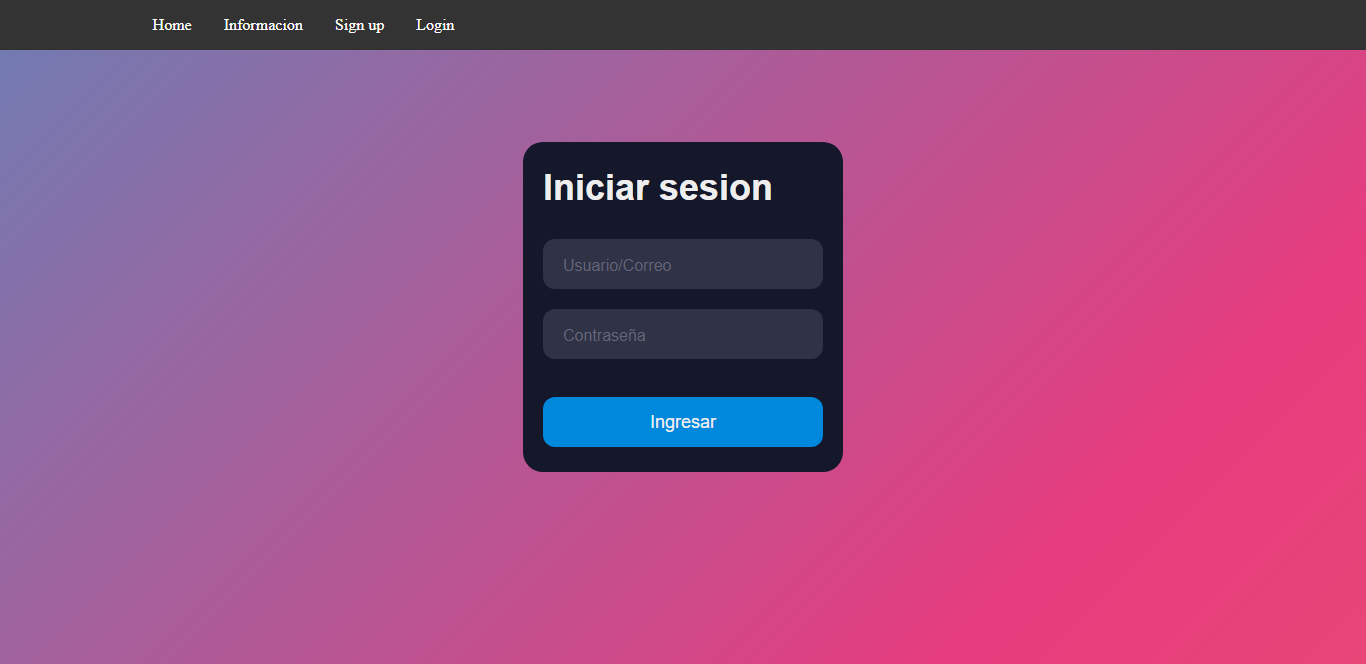 Home Informacion Sign up Login
Iniciar sesion
Usuario/Correo
Contraseña
Ingresar